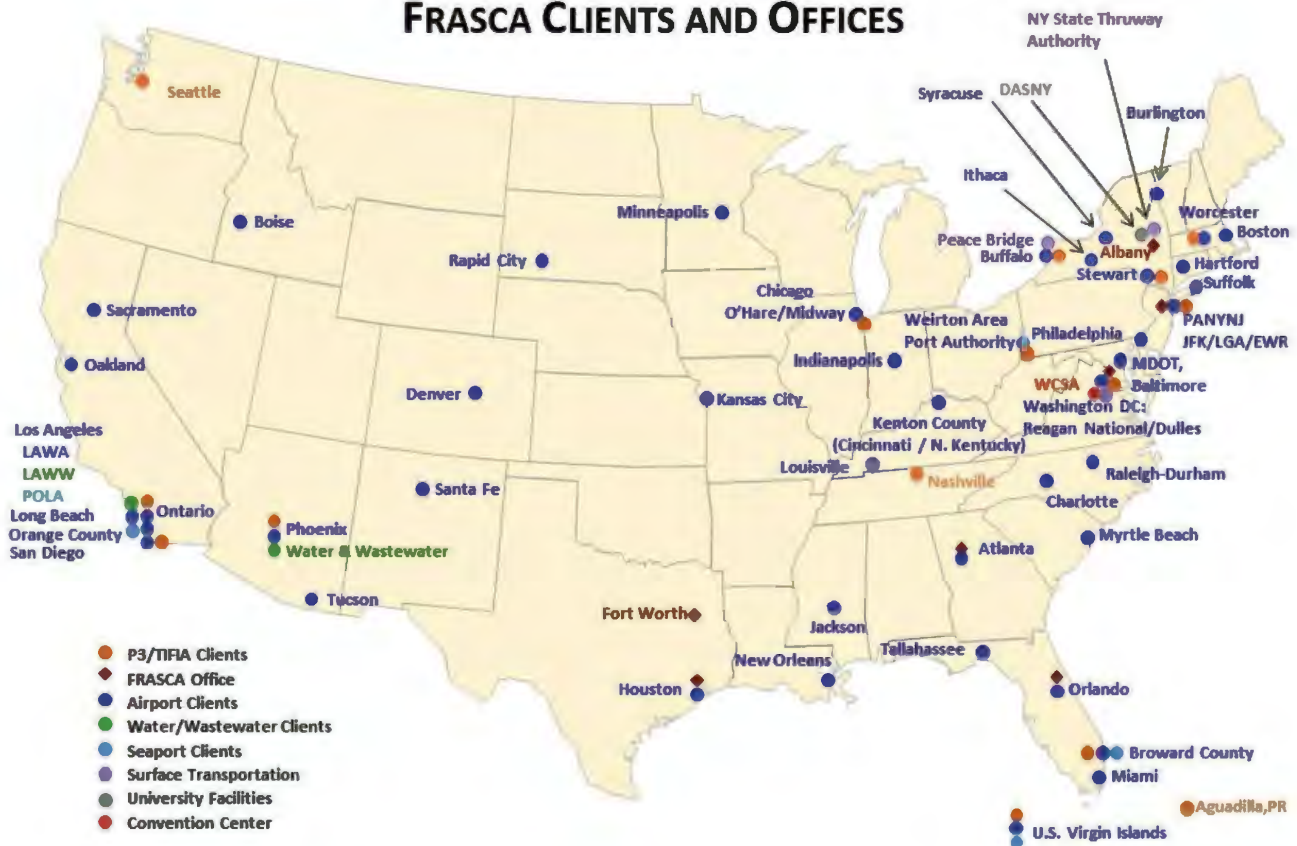 FRASCA CLIENTS AND OFFICES
NY State Thruway
Authority
Syracuse
DASNY
Burlington
Ithaca
Seattle
Boise
Minneapolis
Rapid City
Peace Bridge
Buffalo
Albany
Worcester
Boston
Stewart
Hartford
Suffolk
Sacramento
Oakland
Chicago
O'Hare/Midway
Weirton Area
Port Authority
Philadelphia
PANYNJ
JFK/LGA/EWR
Indianapolis
MDOT,
Baltimore
WCSA
Washington DC:
Reagan National/Dulles
Denver
Kansas City
Kenton County
(Cincinnati / N. Kentucky)
Louisville
Nashville
Raleigh-Durham
Charlotte
Los Angeles
LAWA
LAWW
POLA
Long Beach
Ontario
Orange County
San Diego
Santa Fe
Phoenix
Water & Wastewater
Tucson
Myrtle Beach
Atlanta
Fort Worth
Jackson
Tallahassee
New Orleans
Houston
Orlando
Broward County
Miami
Aguadilla,PR
U.S. Virgin Islands
P3/TIFIA Clients
FRASCA Office
Airport Clients
Water/Wastewater Clients
Seaport Clients
Surface Transportation
University Facilities
Convention Center